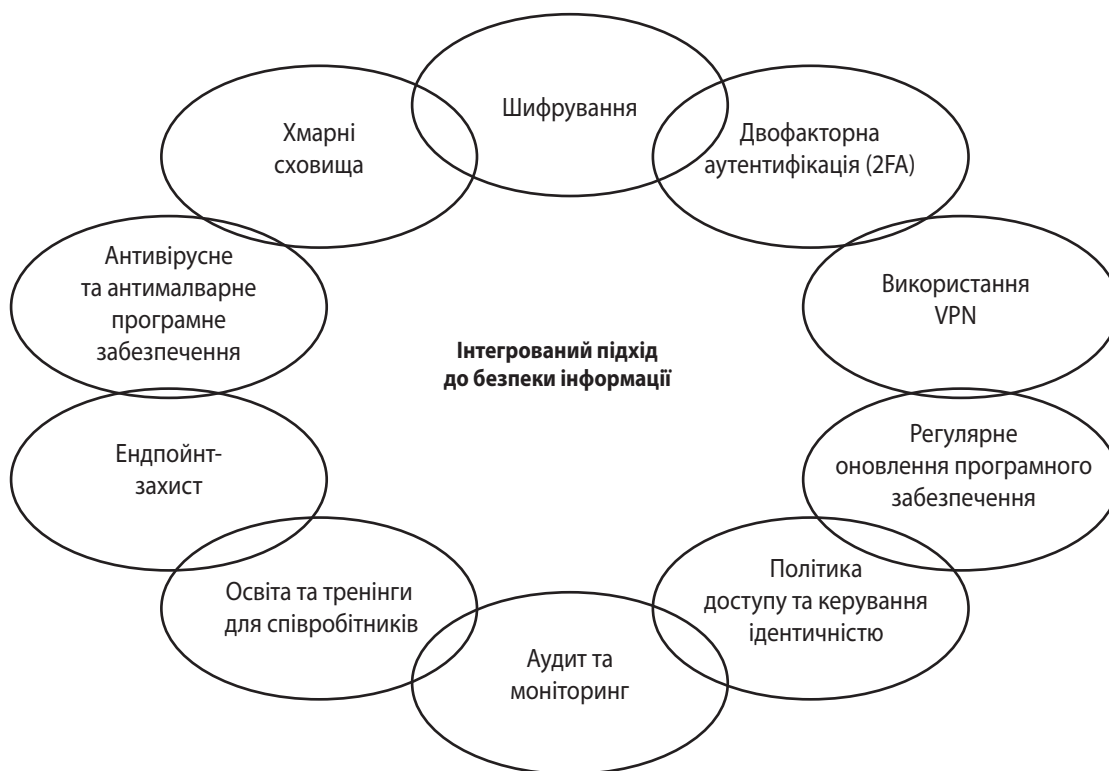 Шифрування
Двофакторна
аутентифікація (2FA)
Хмарні
сховища
Використання
VPN
Антивірусне
та антималварне
програмне
забезпечення
Інтегрований підхід
до безпеки інформації
Регулярне
оновлення програмного
забезпечення
Ендпойнт-
захист
Політика
доступу та керування
ідентичністю
Освіта та тренінги
для співробітників
Аудит та
моніторинг